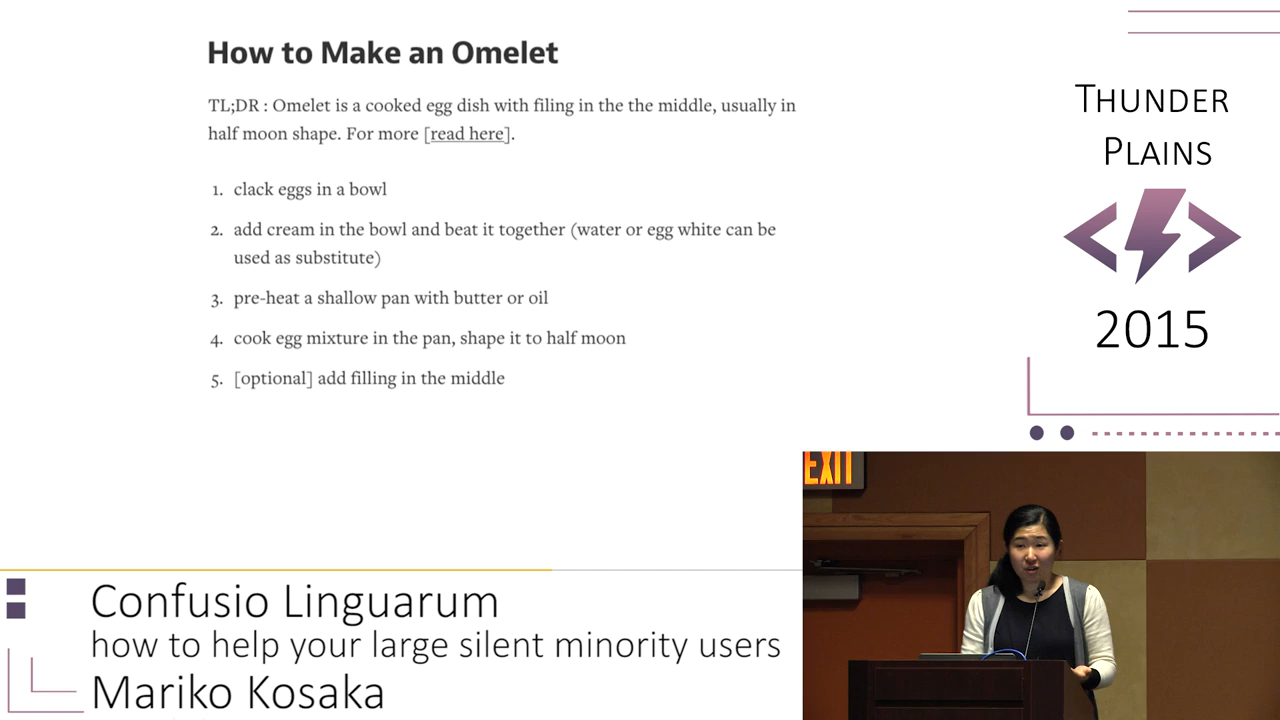 How to Make an Omelet
TL;DR : Omelet is a cooked egg dish with filing in the the middle, usually in
half moon shape. For more [read here].
1. clack eggs in a bowl
2. add cream in the bowl and beat it together (water or egg white can be
used as substitute)
3. pre-heat a shallow pan with butter or oil
4. cook egg mixture in the pan, shape it to half moon
5. [optional] add filling in the middle
THUNDER
PLAINS
2015
EXIT
Confusio Linguarum
how to help your large silent minority users
Mariko Kosaka